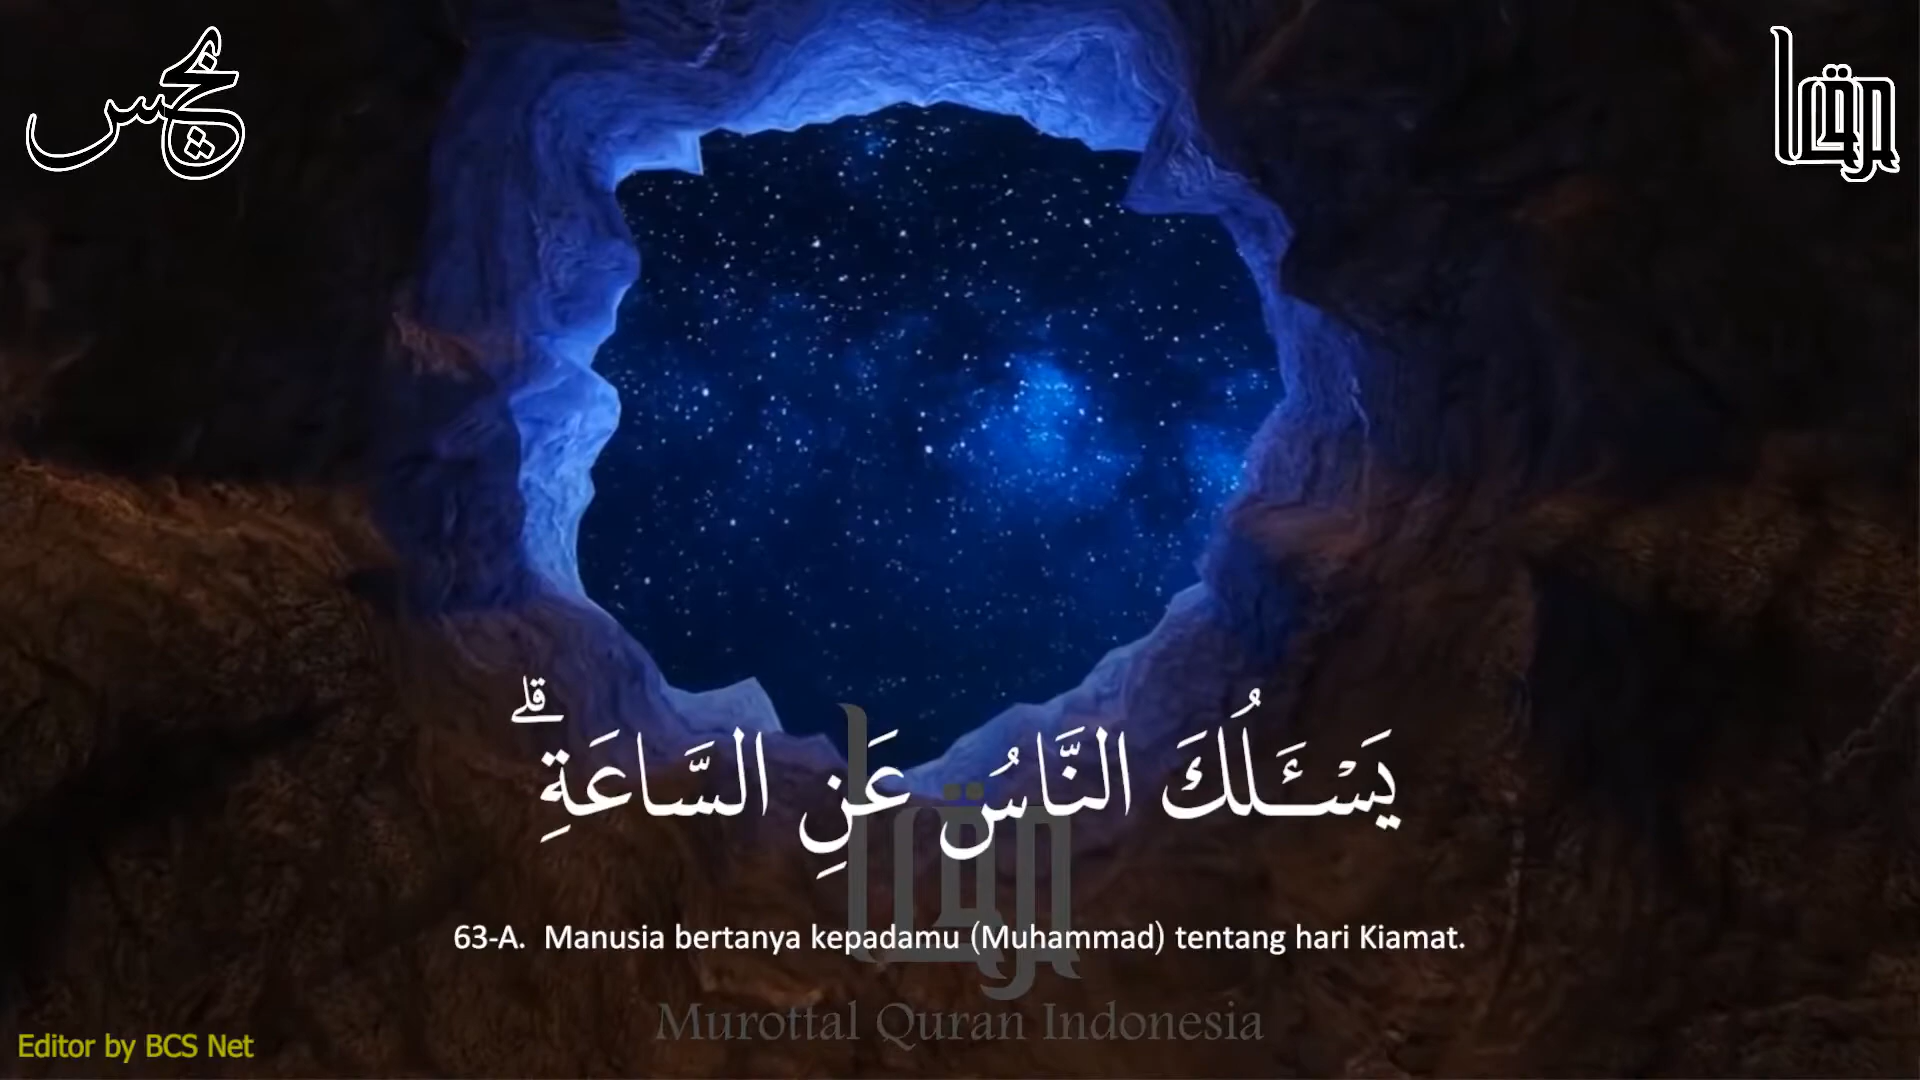 يَسْـَٔلُكَ النَّاسُ عَنِ السَّاعَةِۗ
63-A. Manusia bertanya kepadamu (Muhammad) tentang hari Kiamat.
Murottal Quran Indonesia
Editor by BCS Net